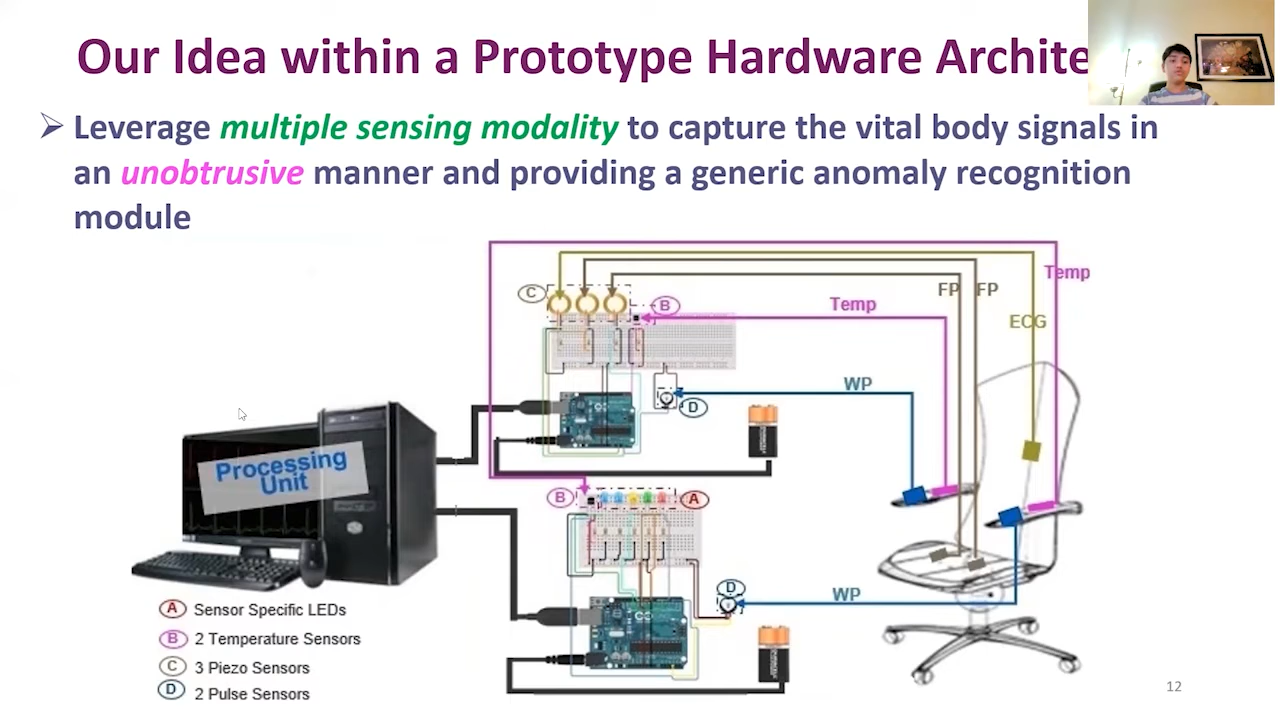 Our Idea within a Prototype Hardware Archite
Leverage multiple sensing modality to capture the vital body signals in
an unobtrusive manner and providing a generic anomaly recognition
module
Temp
FP FP
C
B
Temp
ECG
WP
D
Processing
Unit
B
A
D
WP
A Sensor Specific LEDs
B 2 Temperature Sensors
C 3 Piezo Sensors
D 2 Pulse Sensors
12